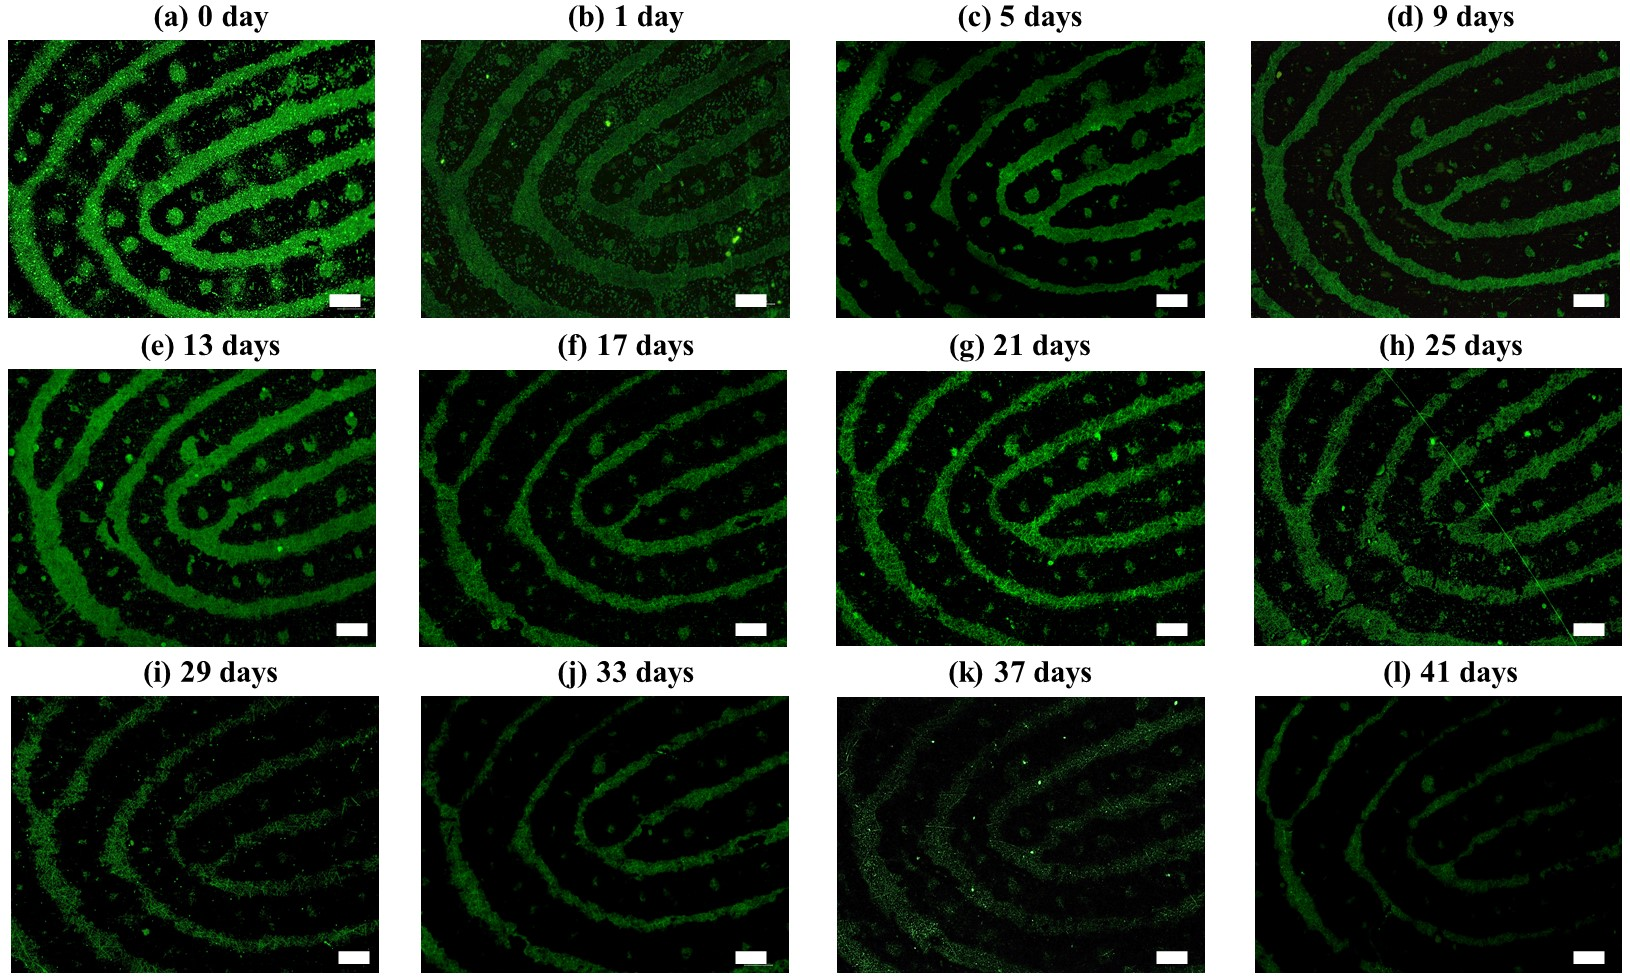 (a) 0 day
(b) 1 day
(c) 5 days
(d) 9 days
(e) 13 days
(f) 17 days
(g) 21 days
(h) 25 days
(i) 29 days
(j) 33 days
(k) 37 days
(l) 41 days